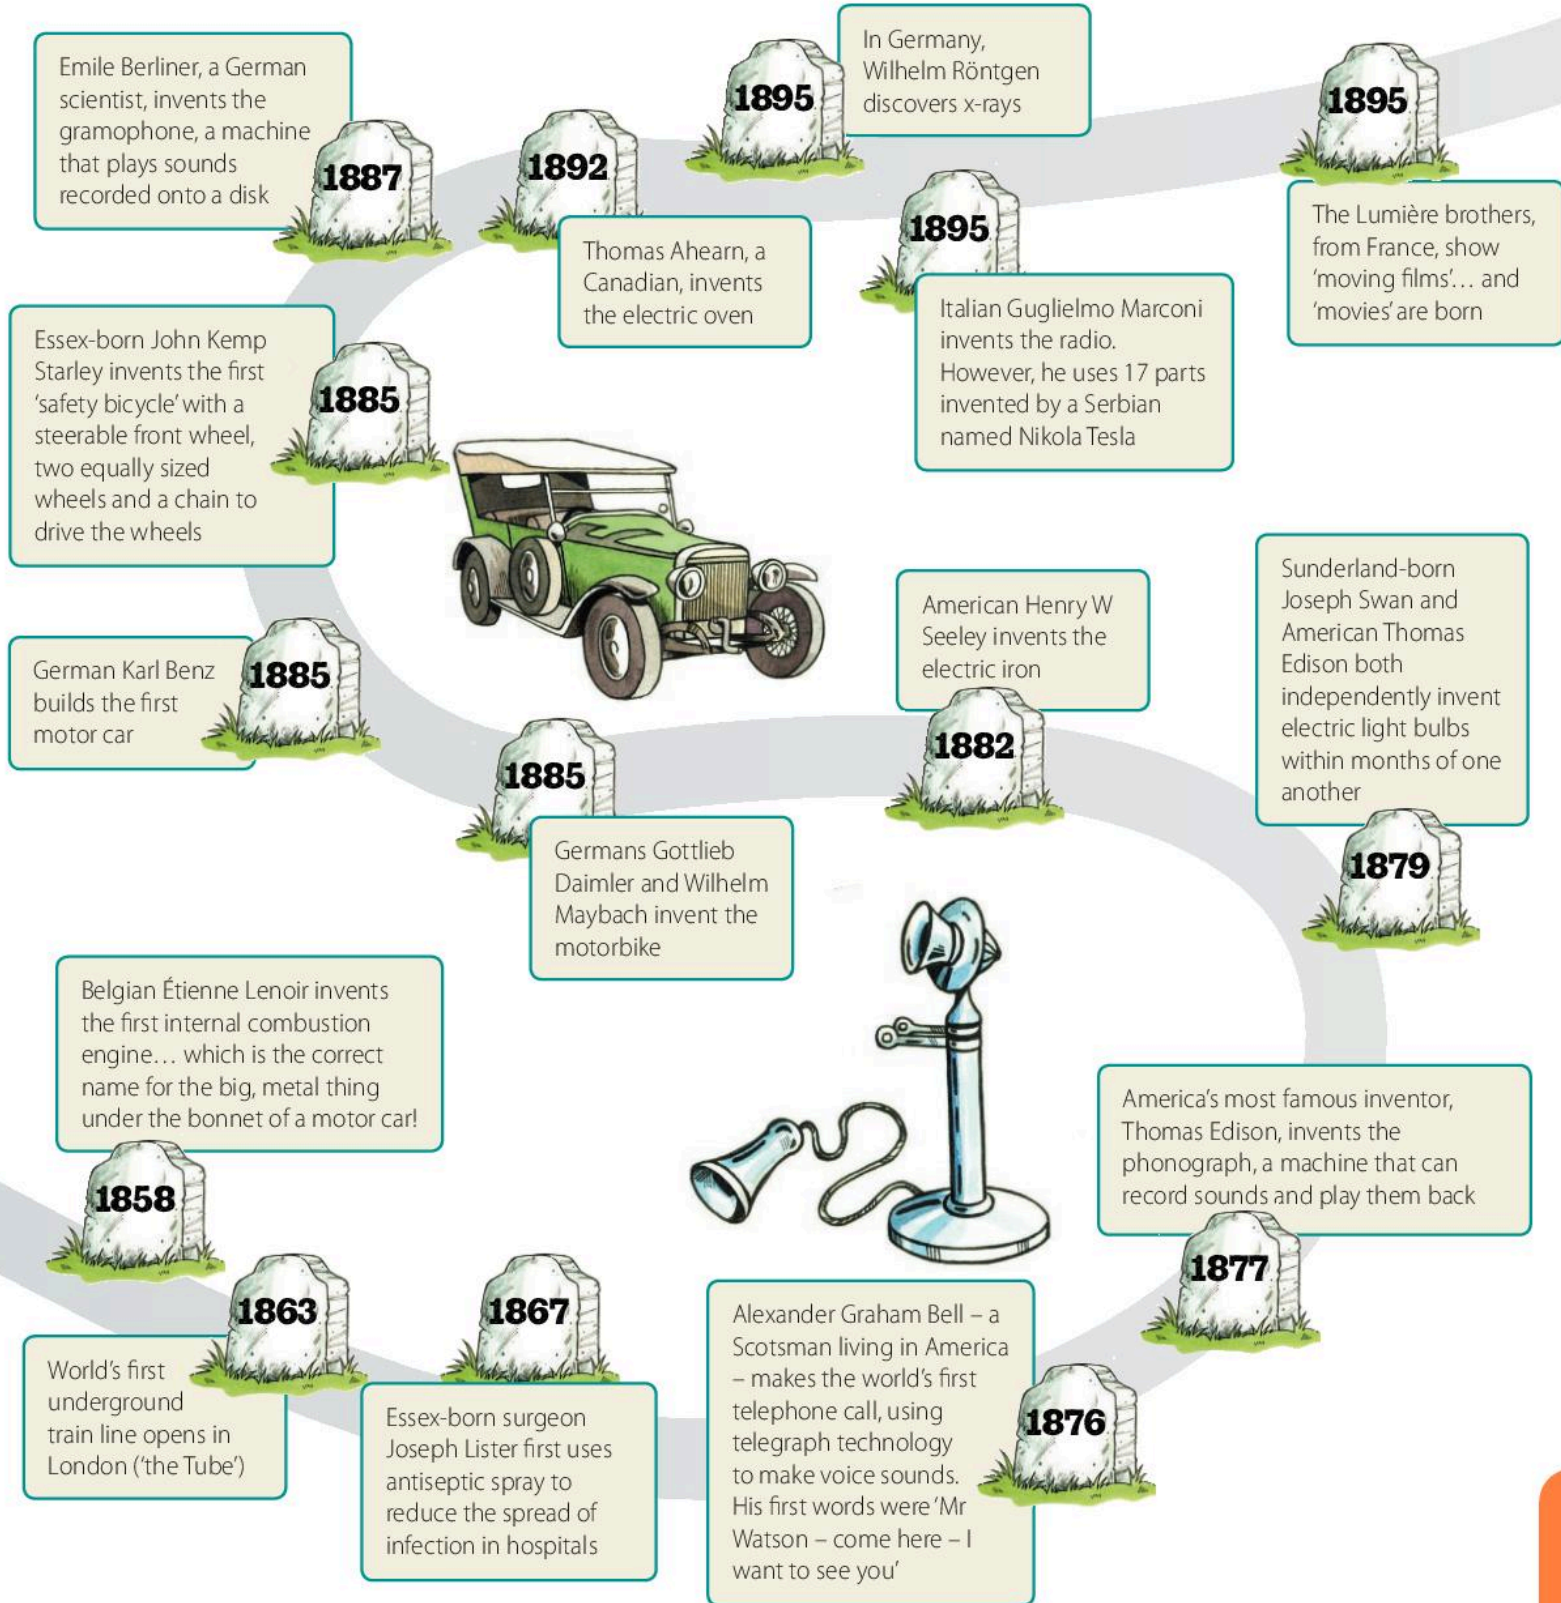 Emile Berliner, a German
scientist, invents the
gramophone, a machine
that plays sounds
recorded onto a disk
1887
1892
Thomas Ahearn, a
Canadian, invents
the electric oven
1895
In Germany,
Wilhelm Röntgen
discovers x-rays
1895
Italian Guglielmo Marconi
invents the radio.
However, he uses 17 parts
invented by a Serbian
named Nikola Tesla
1895
The Lumière brothers,
from France, show
‘moving films’… and
‘movies’ are born
Essex-born John Kemp
Starley invents the first
‘safety bicycle’ with a
steerable front wheel,
two equally sized
wheels and a chain to
drive the wheels
1885
German Karl Benz
builds the first
motor car
1885
1885
Germans Gottlieb
Daimler and Wilhelm
Maybach invent the
motorbike
American Henry W
Seeley invents the
electric iron
1882
Sunderland-born
Joseph Swan and
American Thomas
Edison both
independently invent
electric light bulbs
within months of one
another
1879
Belgian Étienne Lenoir invents
the first internal combustion
engine… which is the correct
name for the big, metal thing
under the bonnet of a motor car!
1858
1863
World’s first
underground
train line opens in
London (‘the Tube’)
1867
Essex-born surgeon
Joseph Lister first uses
antiseptic spray to
reduce the spread of
infection in hospitals
Alexander Graham Bell – a
Scotsman living in America
– makes the world’s first
telephone call, using
telegraph technology
to make voice sounds.
His first words were ‘Mr
Watson – come here – I
want to see you’
1876
America’s most famous inventor,
Thomas Edison, invents the
phonograph, a machine that can
record sounds and play them back
1877